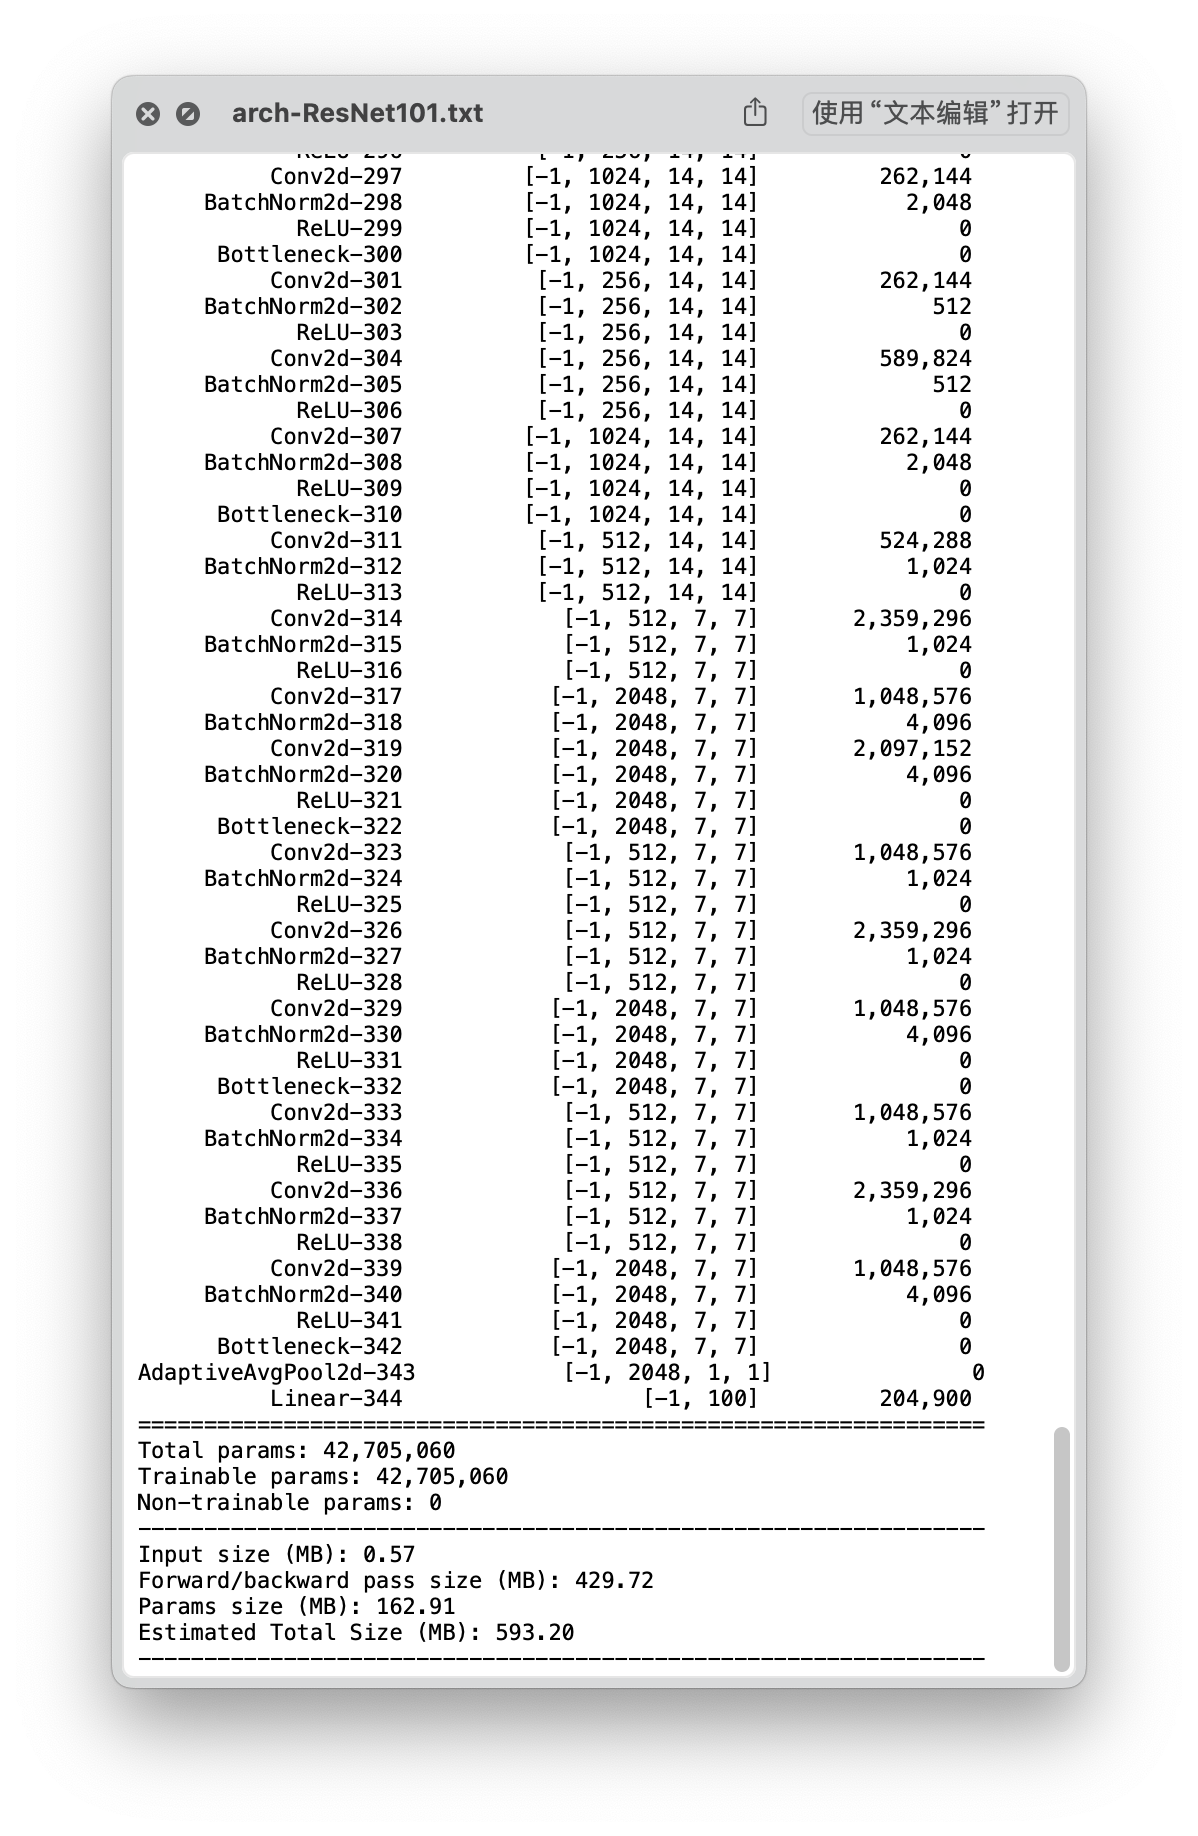 arch-ResNet101.txt
使用“文本编辑”打开
ReLU-296 [-1, 256, 14, 14] 0
Conv2d-297 [-1, 1024, 14, 14] 262,144
BatchNorm2d-298 [-1, 1024, 14, 14] 2,048
ReLU-299 [-1, 1024, 14, 14] 0
Bottleneck-300 [-1, 1024, 14, 14] 0
Conv2d-301 [-1, 256, 14, 14] 262,144
BatchNorm2d-302 [-1, 256, 14, 14] 512
ReLU-303 [-1, 256, 14, 14] 0
Conv2d-304 [-1, 256, 14, 14] 589,824
BatchNorm2d-305 [-1, 256, 14, 14] 512
ReLU-306 [-1, 256, 14, 14] 0
Conv2d-307 [-1, 1024, 14, 14] 262,144
BatchNorm2d-308 [-1, 1024, 14, 14] 2,048
ReLU-309 [-1, 1024, 14, 14] 0
Bottleneck-310 [-1, 1024, 14, 14] 0
Conv2d-311 [-1, 512, 14, 14] 524,288
BatchNorm2d-312 [-1, 512, 14, 14] 1,024
ReLU-313 [-1, 512, 14, 14] 0
Conv2d-314 [-1, 512, 7, 7] 2,359,296
BatchNorm2d-315 [-1, 512, 7, 7] 1,024
ReLU-316 [-1, 512, 7, 7] 0
Conv2d-317 [-1, 2048, 7, 7] 1,048,576
BatchNorm2d-318 [-1, 2048, 7, 7] 4,096
Conv2d-319 [-1, 2048, 7, 7] 2,097,152
BatchNorm2d-320 [-1, 2048, 7, 7] 4,096
ReLU-321 [-1, 2048, 7, 7] 0
Bottleneck-322 [-1, 2048, 7, 7] 0
Conv2d-323 [-1, 512, 7, 7] 1,048,576
BatchNorm2d-324 [-1, 512, 7, 7] 1,024
ReLU-325 [-1, 512, 7, 7] 0
Conv2d-326 [-1, 512, 7, 7] 2,359,296
BatchNorm2d-327 [-1, 512, 7, 7] 1,024
ReLU-328 [-1, 512, 7, 7] 0
Conv2d-329 [-1, 2048, 7, 7] 1,048,576
BatchNorm2d-330 [-1, 2048, 7, 7] 4,096
ReLU-331 [-1, 2048, 7, 7] 0
Bottleneck-332 [-1, 2048, 7, 7] 0
Conv2d-333 [-1, 512, 7, 7] 1,048,576
BatchNorm2d-334 [-1, 512, 7, 7] 1,024
ReLU-335 [-1, 512, 7, 7] 0
Conv2d-336 [-1, 512, 7, 7] 2,359,296
BatchNorm2d-337 [-1, 512, 7, 7] 1,024
ReLU-338 [-1, 512, 7, 7] 0
Conv2d-339 [-1, 2048, 7, 7] 1,048,576
BatchNorm2d-340 [-1, 2048, 7, 7] 4,096
ReLU-341 [-1, 2048, 7, 7] 0
Bottleneck-342 [-1, 2048, 7, 7] 0
AdaptiveAvgPool2d-343 [-1, 2048, 1, 1] 0
Linear-344 [-1, 100] 204,900
================================================================
Total params: 42,705,060
Trainable params: 42,705,060
Non-trainable params: 0
----------------------------------------------------------------
Input size (MB): 0.57
Forward/backward pass size (MB): 429.72
Params size (MB): 162.91
Estimated Total Size (MB): 593.20
----------------------------------------------------------------